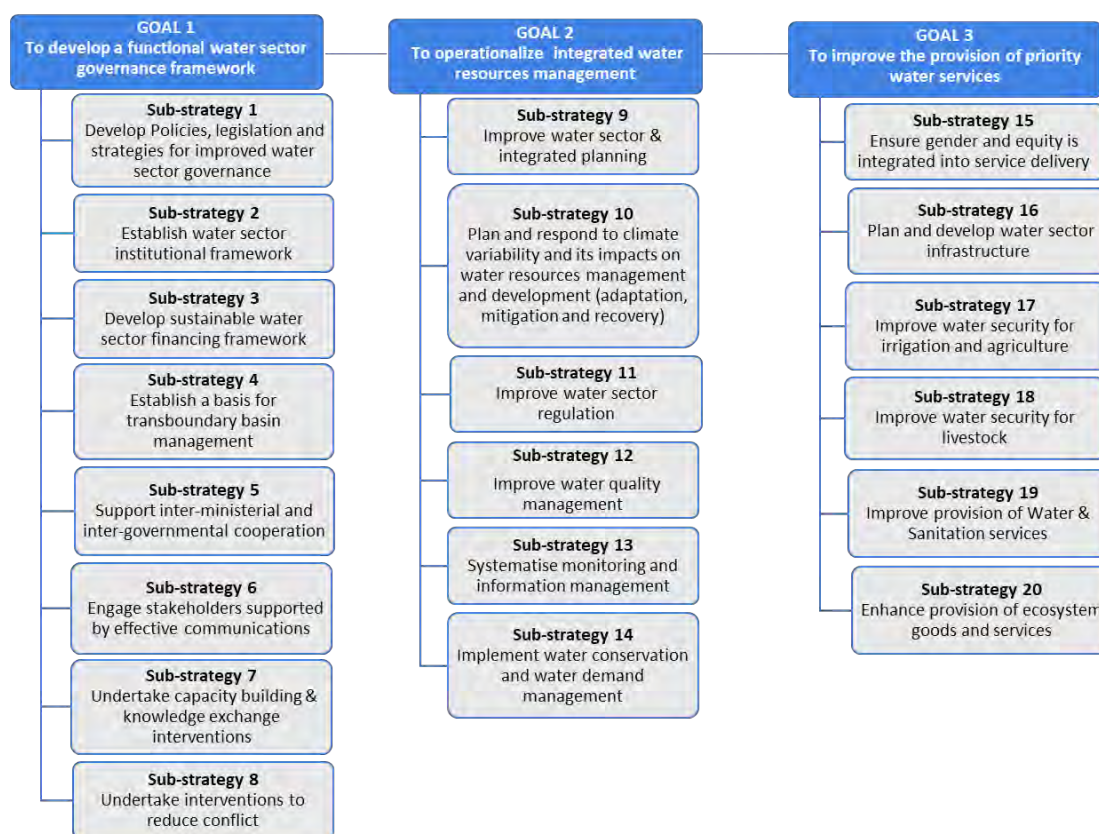 GOAL 1
To develop a functional water sector
governance framework
Sub-strategy 1
Develop Policies, legislation and
strategies for improved water
sector governance
Sub-strategy 2
Establish water sector
institutional framework
Sub-strategy 3
Develop sustainable water
sector financing framework
Sub-strategy 4
Establish a basis for
transboundary basin
management
Sub-strategy 5
Support inter-ministerial and
inter-governmental cooperation
Sub-strategy 6
Engage stakeholders supported
by effective communications
Sub-strategy 7
Undertake capacity building &
knowledge exchange
interventions
Sub-strategy 8
Undertake interventions to
reduce conflict
GOAL 2
To operationalize integrated water
resources management
Sub-strategy 9
Improve water sector &
integrated planning
Sub-strategy 10
Plan and respond to climate
variability and its impacts on
water resources management
and development (adaptation,
mitigation and recovery)
Sub-strategy 11
Improve water sector
regulation
Sub-strategy 12
Improve water quality
management
Sub-strategy 13
Systematise monitoring and
information management
Sub-strategy 14
Implement water conservation
and water demand
management
GOAL 3
To improve the provision of priority
water services
Sub-strategy 15
Ensure gender and equity is
integrated into service delivery
Sub-strategy 16
Plan and develop water sector
infrastructure
Sub-strategy 17
Improve water security for
irrigation and agriculture
Sub-strategy 18
Improve water security for
livestock
Sub-strategy 19
Improve provision of Water &
Sanitation services
Sub-strategy 20
Enhance provision of ecosystem
goods and services